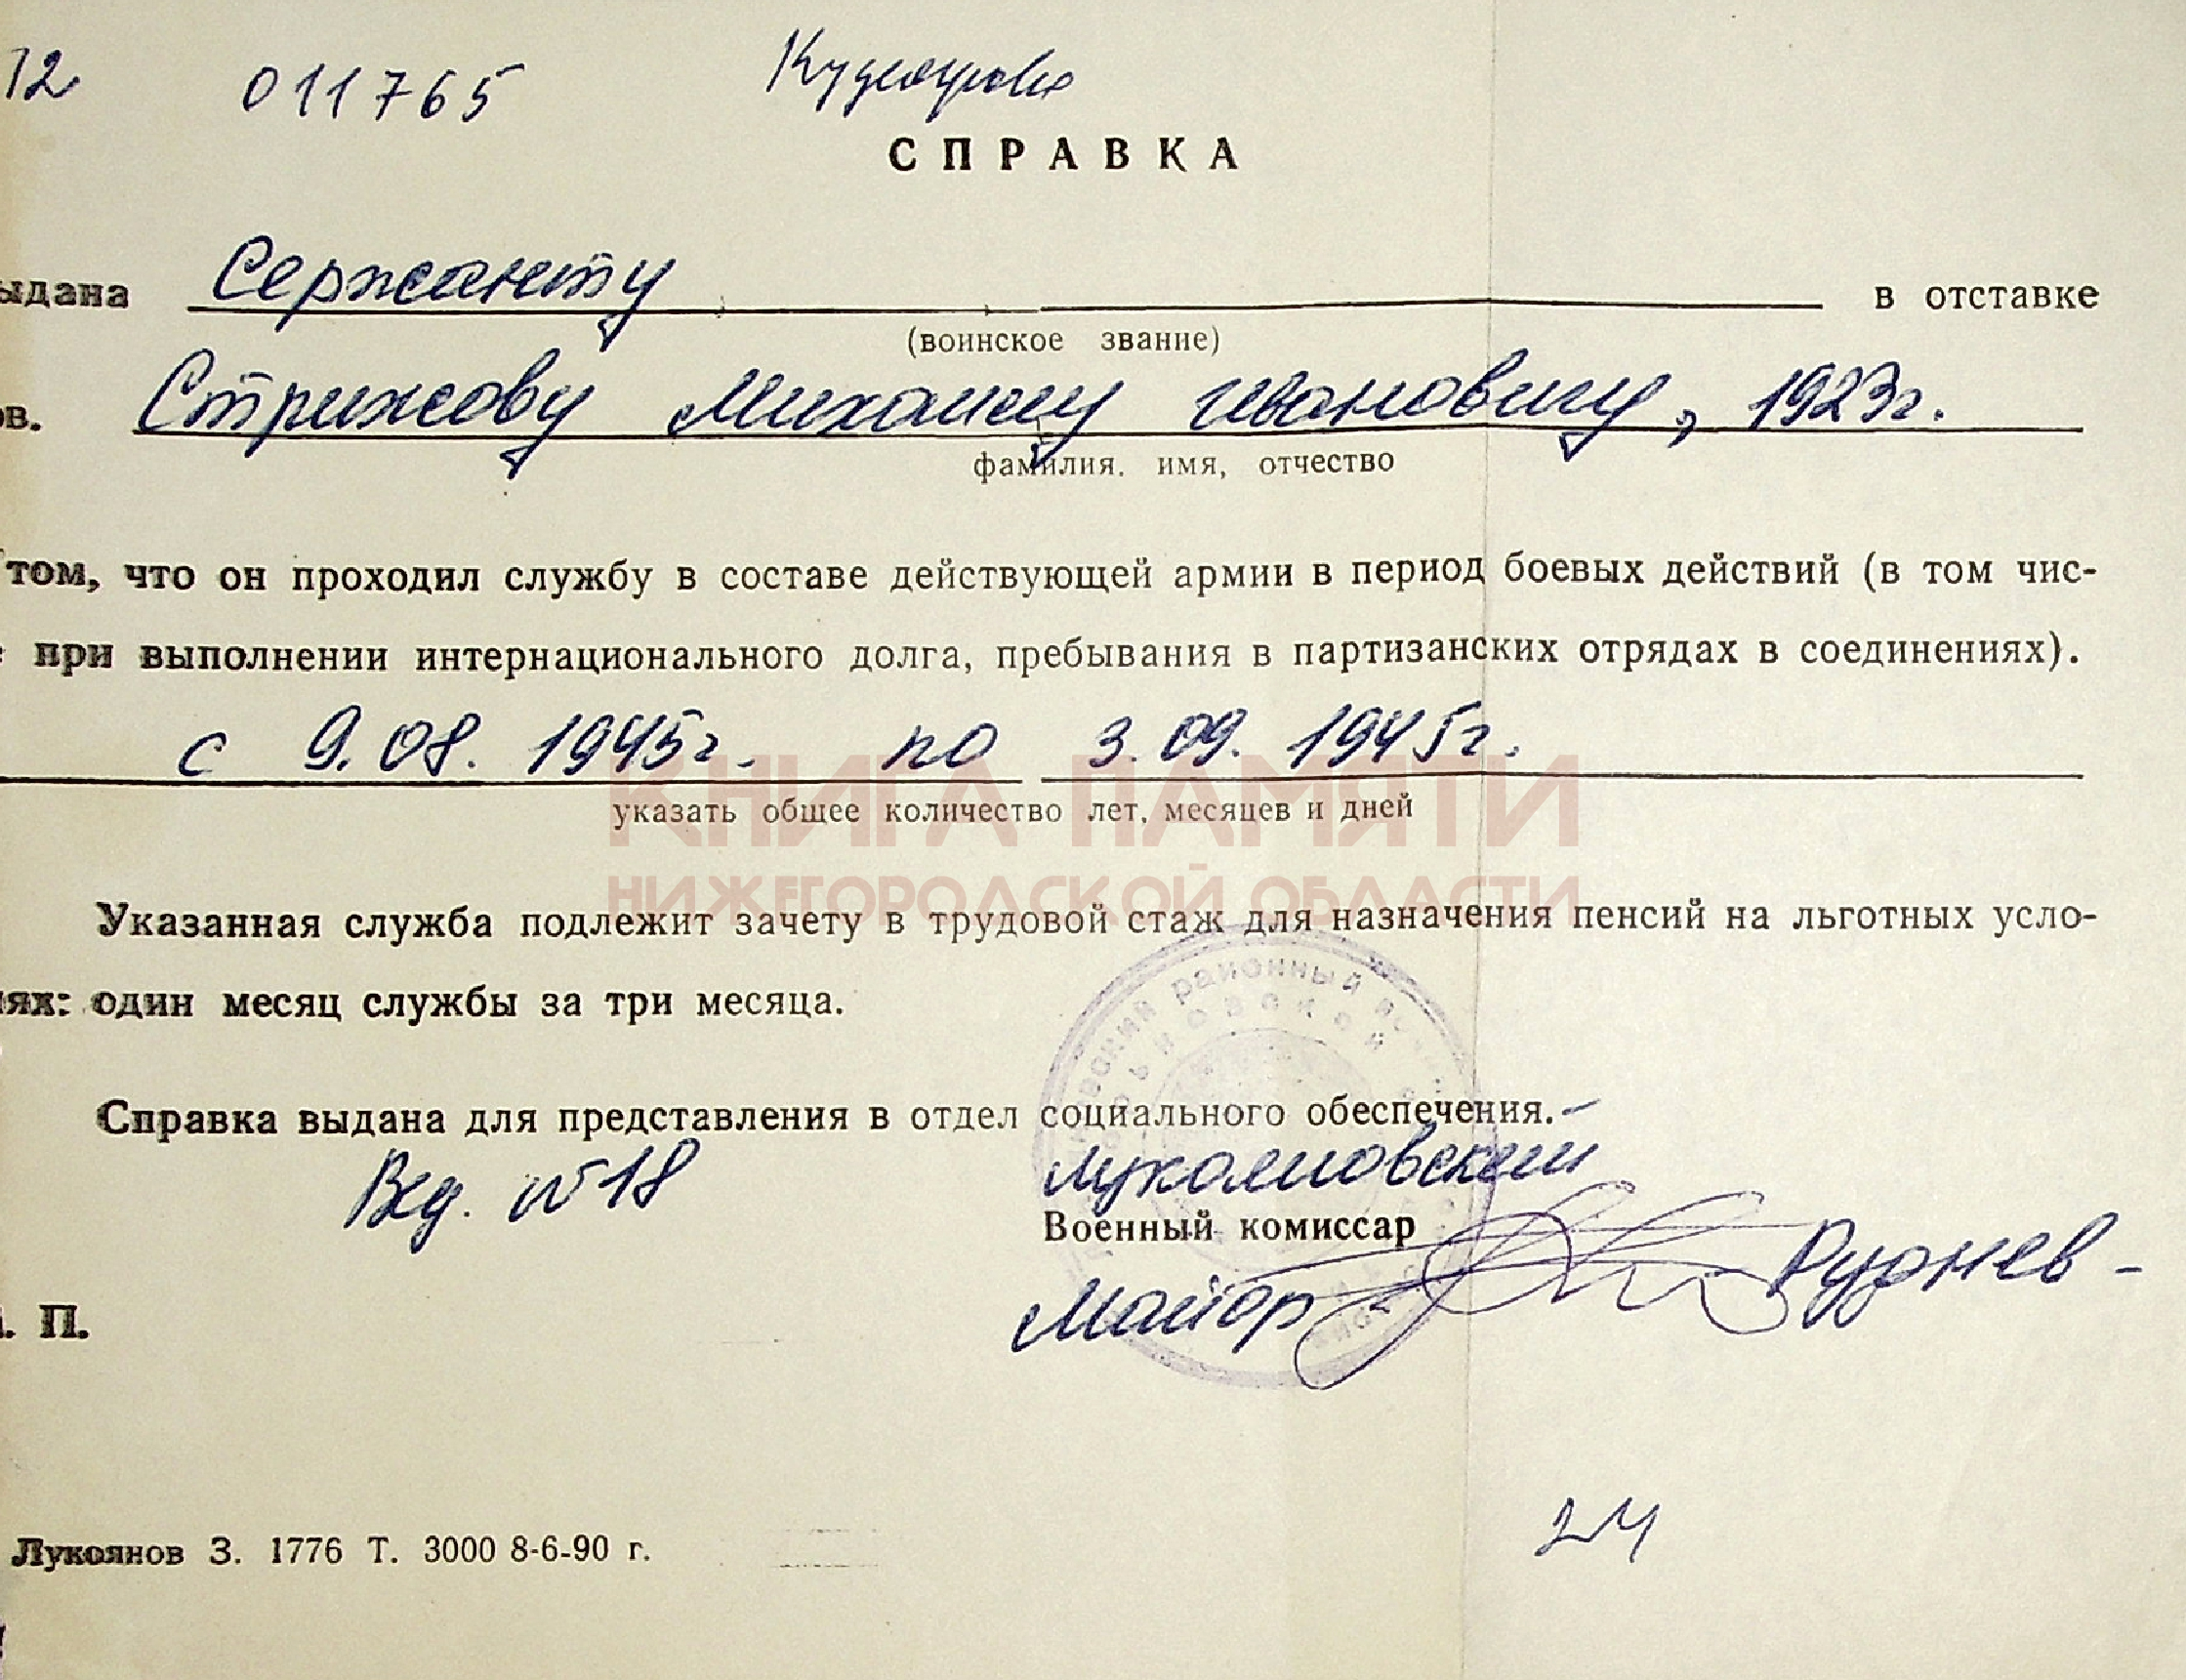 12 011765
СПРАВКА
ыдана Сержанту в отставке
(воинское звание)
ов. Стрижову Михаилу Ивановичу, 1923г.
фамилия. имя, отчество
том, что он проходил службу в составе действующей армии в период боевых действий (в том чис-
е при выполнении интернационального долга, пребывания в партизанских отрядах в соединениях).
с 9.08. 1945г. по 3.09. 1945г.
указать общее количество лет, месяцев и дней
КНИГА ПАМЯТИ
НИЖЕГОРОДСКОЙ ОБЛАСТИ
Указанная служба подлежит зачету в трудовой стаж для назначения пенсий на льготных усло-
иях: один месяц службы за три месяца.
районный
Справка выдана для представления в отдел социального обеспечения.
Вед. №18 Лукояновский
Военный комиссар
Майор Руднев
. П.
24
Лукоянов З. 1776 Т. 3000 8-6-90 г.